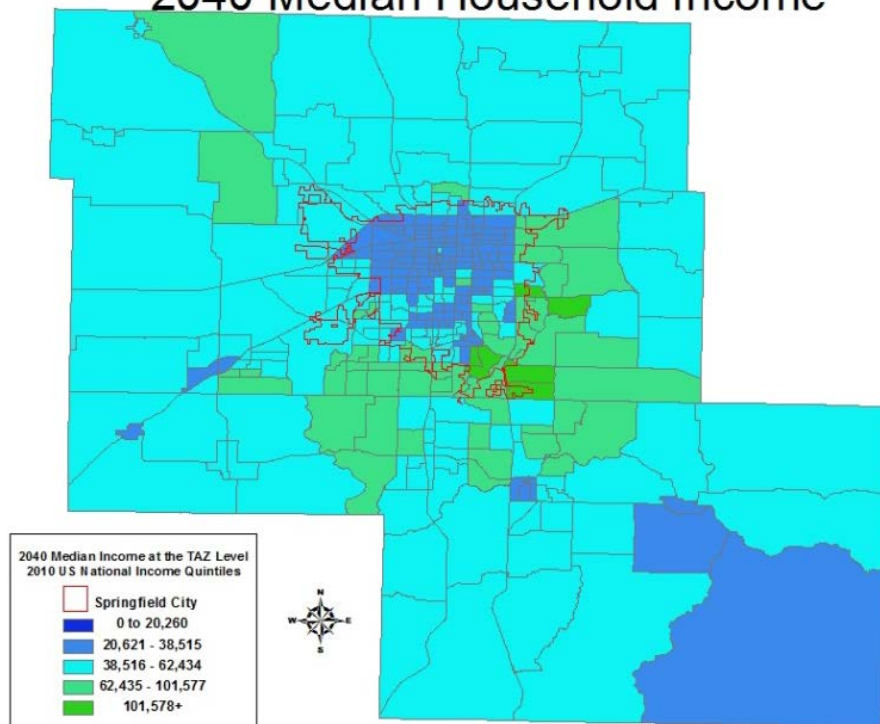 2040 Median Household Income
2040 Median Income at the TAZ Level
2010 US National Income Quintiles
Springfield City
0 to 20,260
20,621 - 38,515
38,516 - 62,434
62,435 - 101,577
101,578+
N
W E
S